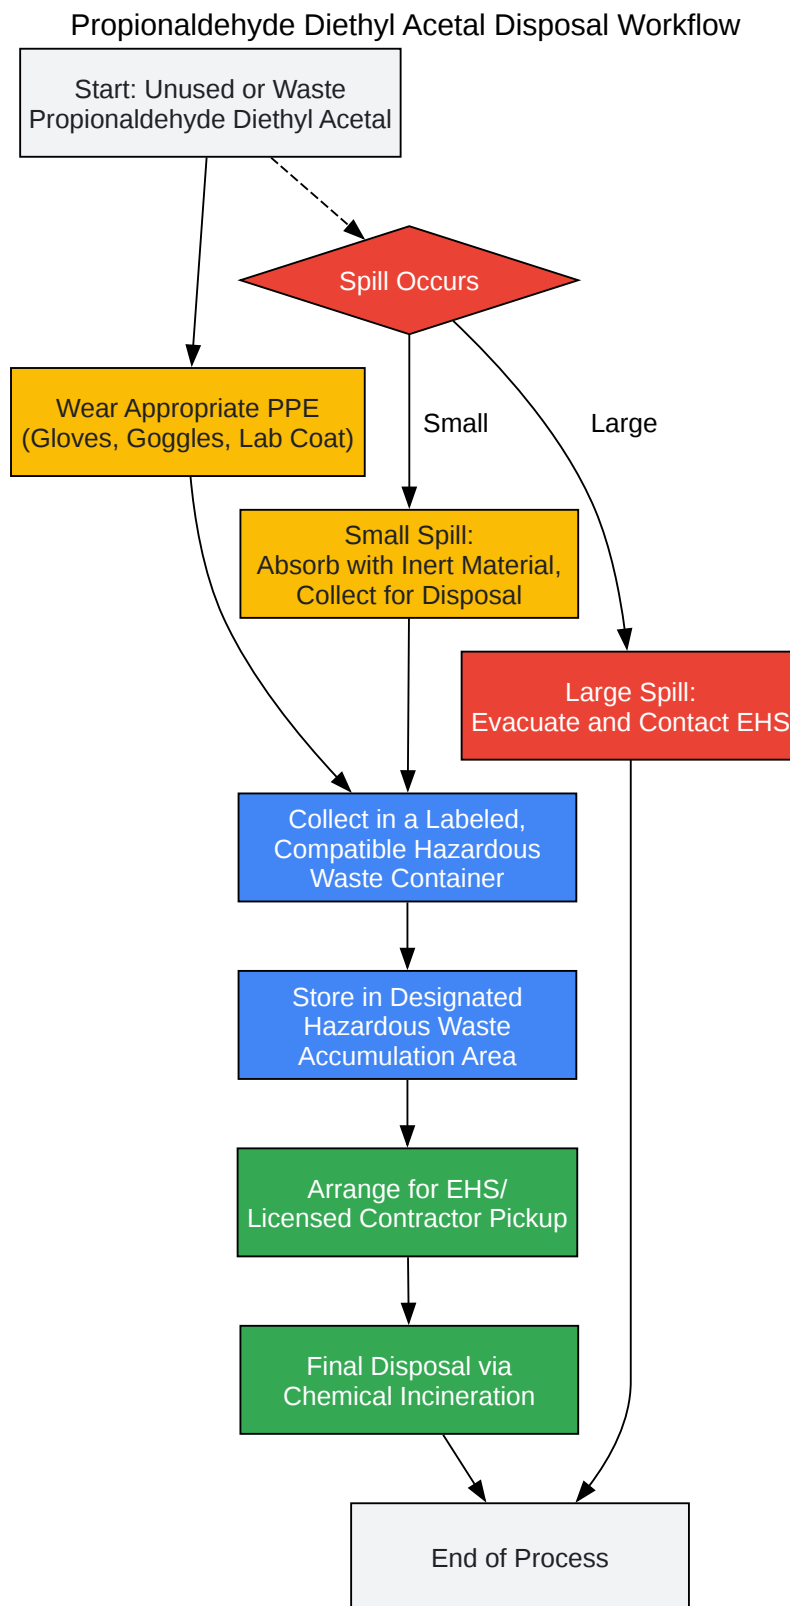 Propionaldehyde Diethyl Acetal Disposal Workflow
Start: Unused or Waste
Propionaldehyde Diethyl Acetal
Spill Occurs
Wear Appropriate PPE
(Gloves, Goggles, Lab Coat)
Small
Large
Small Spill:
Absorb with Inert Material,
Collect for Disposal
Large Spill:
Evacuate and Contact EHS
Collect in a Labeled,
Compatible Hazardous
Waste Container
Store in Designated
Hazardous Waste
Accumulation Area
Arrange for EHS/
Licensed Contractor Pickup
Final Disposal via
Chemical Incineration
End of Process